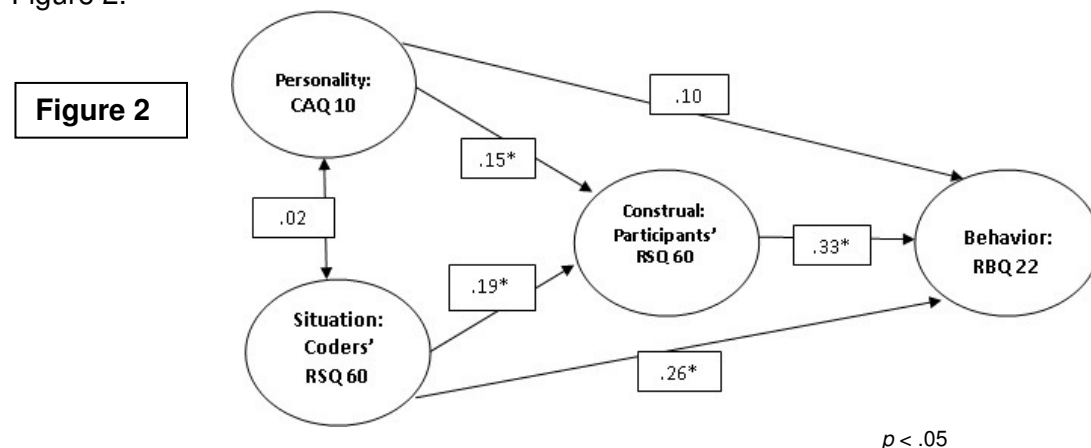 Figure 2.
Figure 2
Personality:
CAQ 10
.10
.15*
.02
Construal:
Participants'
RSQ 60
.33*
Behavior:
RBQ 22
.19*
Situation:
Coders'
RSQ 60
.26*
p < .05